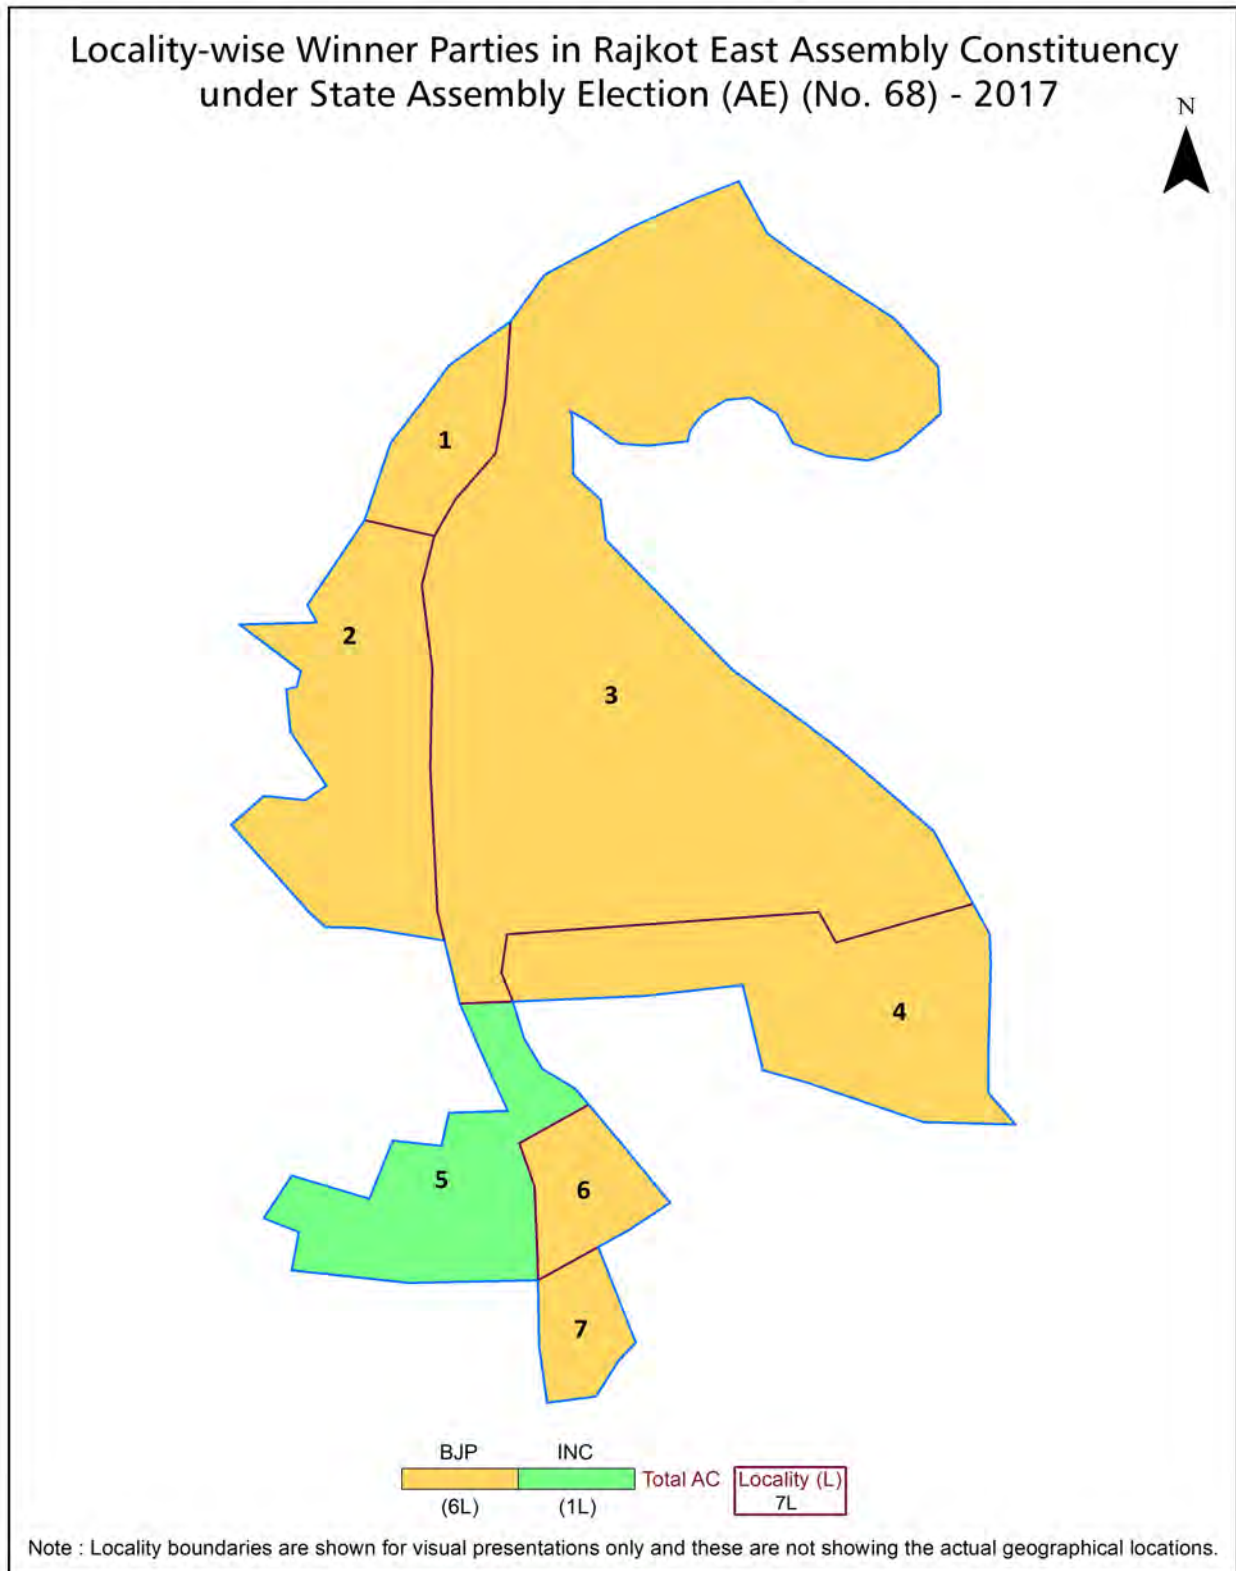 Locality-wise Winner Parties in Rajkot East Assembly Constituency
under State Assembly Election (AE) (No. 68) - 2017
N
1
2
3
4
5
6
7
BJP INC
Total AC Locality (L)
(6L) (1L) 7L
Note : Locality boundaries are shown for visual presentations only and these are not showing the actual geographical locations.